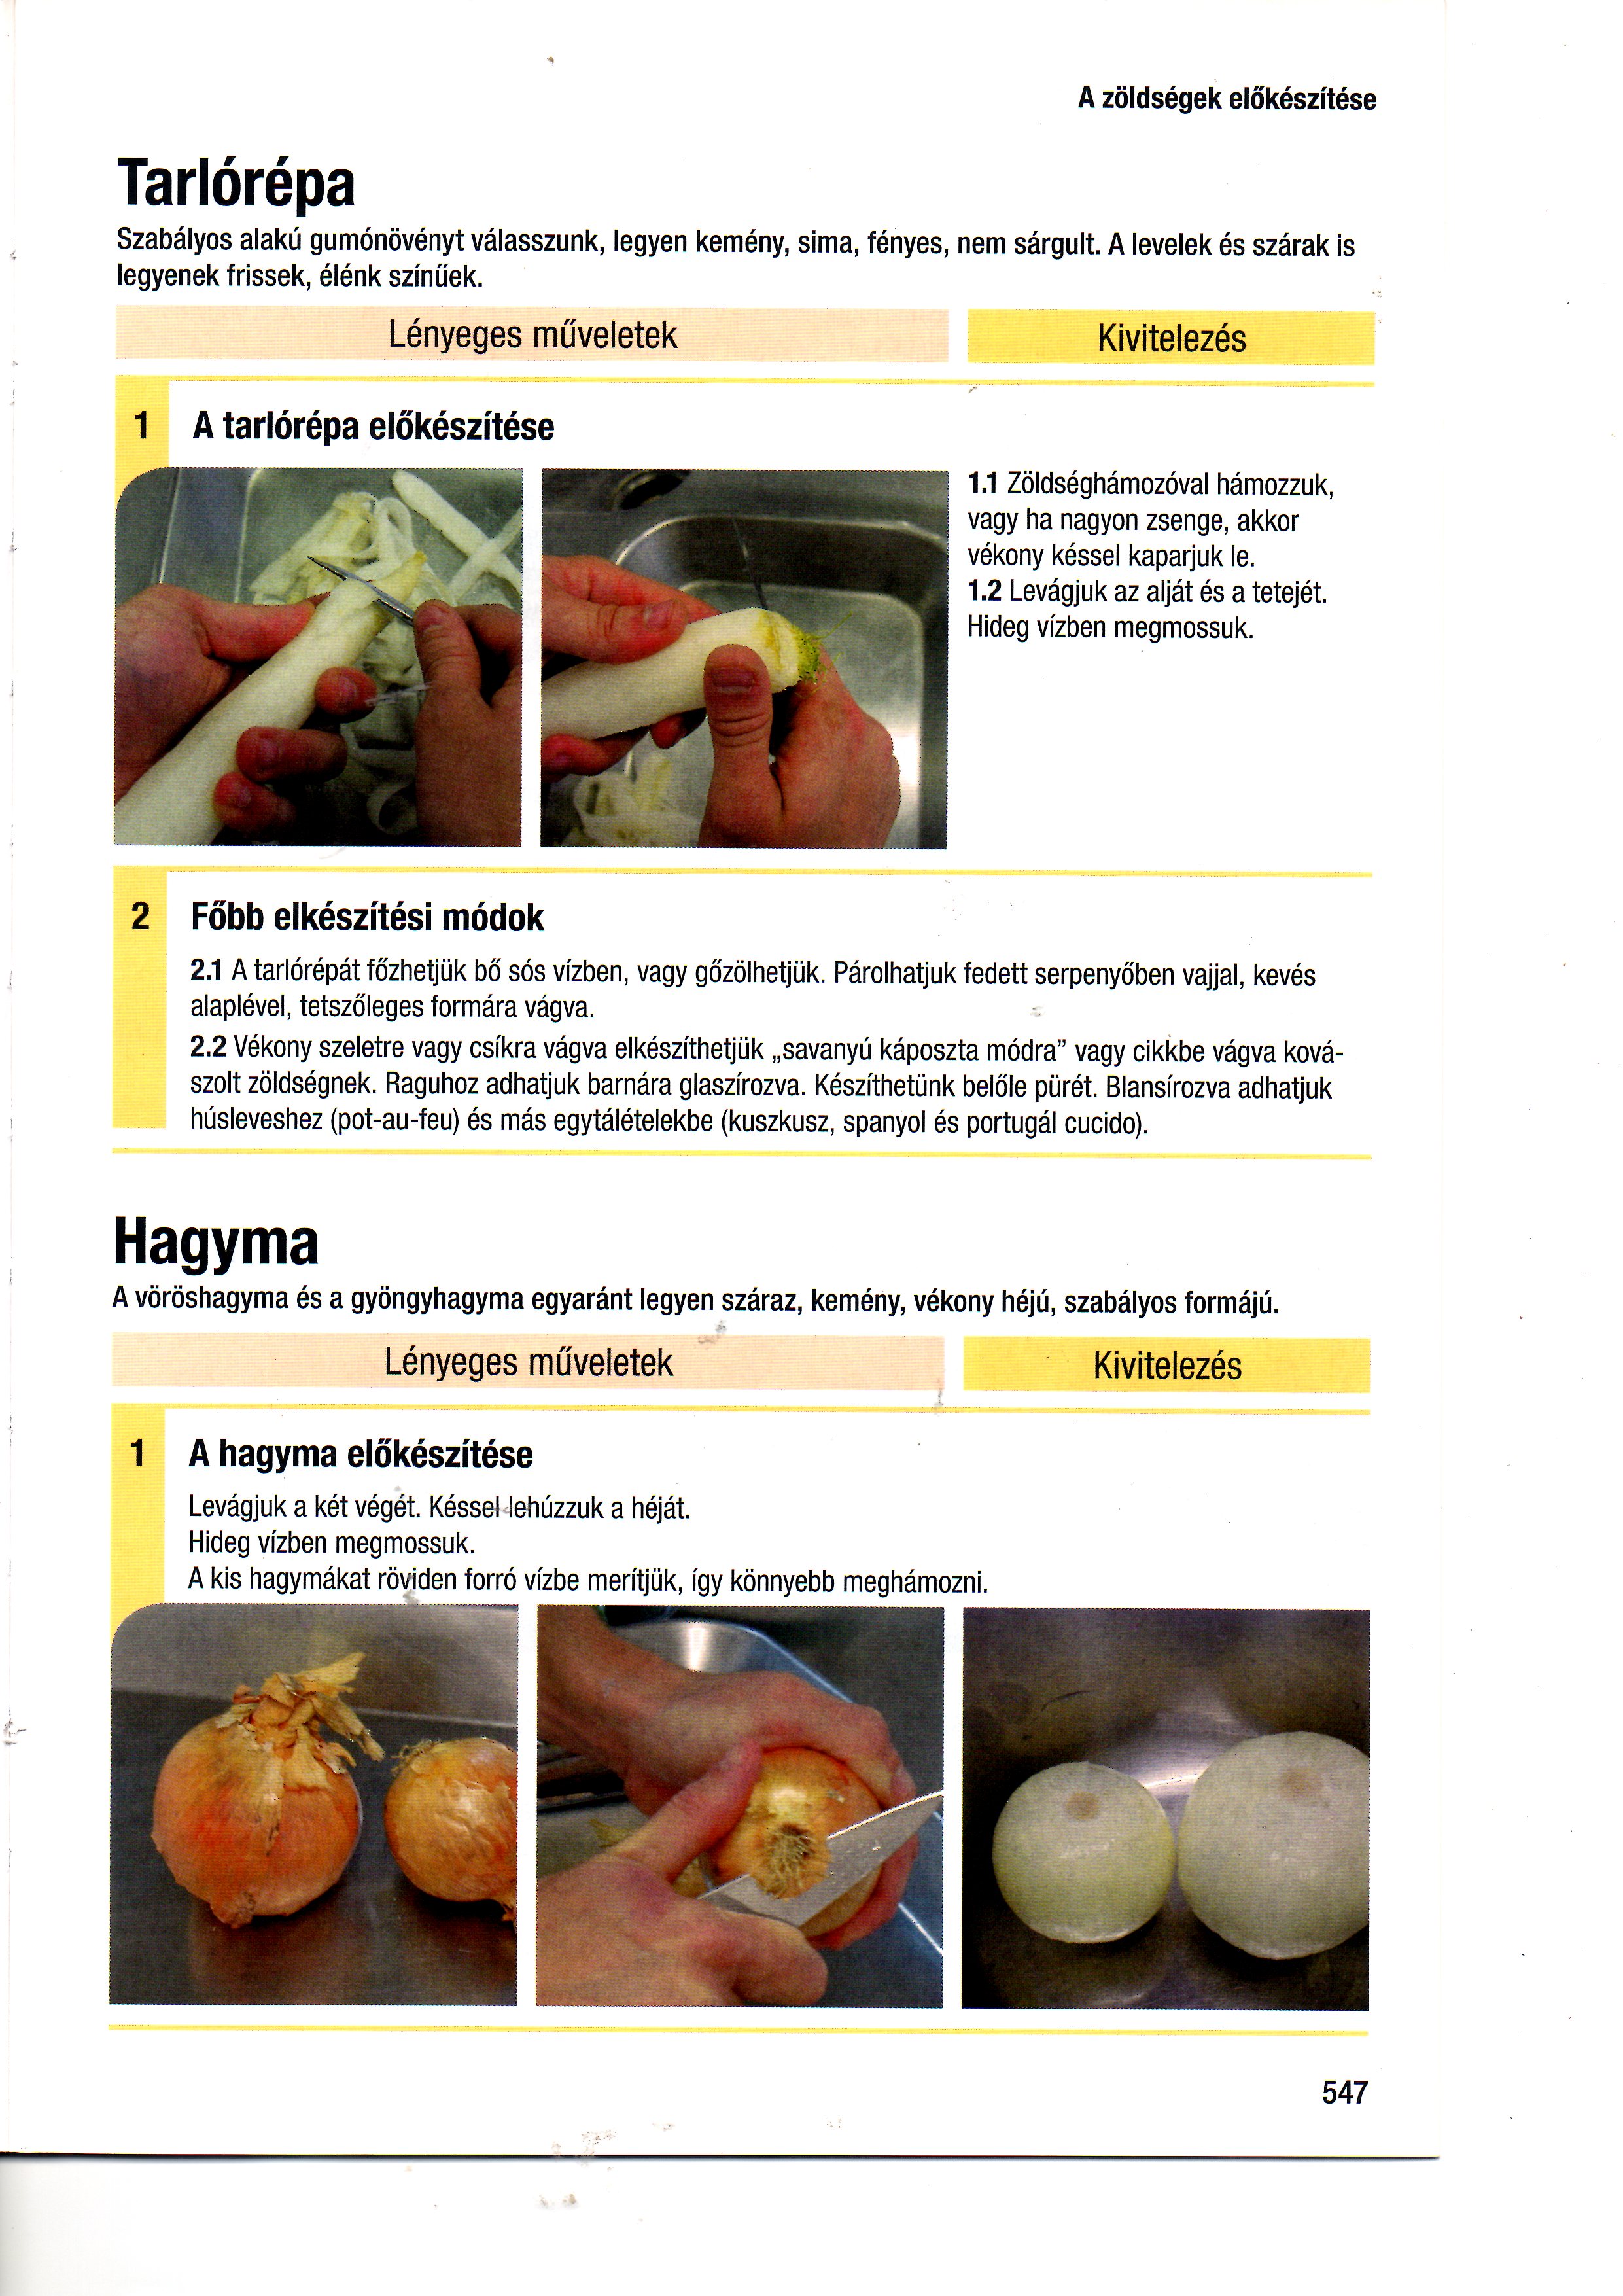 A zöldségek előkészítése
Tarlórépa
Szabályos alakú gumónövényt válasszunk, legyen kemény, sima, fényes, nem sárgult. A levelek és szárak is
legyenek frissek, élénk színűek.
Lényeges műveletek
Kivitelezés
1 A tarlórépa előkészítése
1.1 Zöldséghámozóval hámozzuk,
vagy ha nagyon zsenge, akkor
vékony késsel kaparjuk le.
1.2 Levágjuk az alját és a tetejét.
Hideg vízben megmossuk.
2 Főbb elkészítési módok
2.1 A tarlórépát főzhetjük bő sós vízben, vagy gőzölhetjük. Párolhatjuk fedett serpenyőben vajjal, kevés
alaplével, tetszőleges formára vágva.
2.2 Vékony szeletre vagy csíkra vágva elkészíthetjük „savanyú káposzta módra” vagy cikkbe vágva ková-
szolt zöldségnek. Raguhoz adhatjuk barnára glaszírozva. Készíthetünk belőle pürét. Blansírozva adhatjuk
húsleveshez (pot-au-feu) és más egytálételekbe (kuszkusz, spanyol és portugál cucido).
Hagyma
A vöröshagyma és a gyöngyhagyma egyaránt legyen száraz, kemény, vékony héjú, szabályos formájú.
Lényeges műveletek
Kivitelezés
1 A hagyma előkészítése
Levágjuk a két végét. Késsel lehúzzuk a héját.
Hideg vízben megmossuk.
A kis hagymákat röviden forró vízbe merítjük, így könnyebb meghámozni.
547